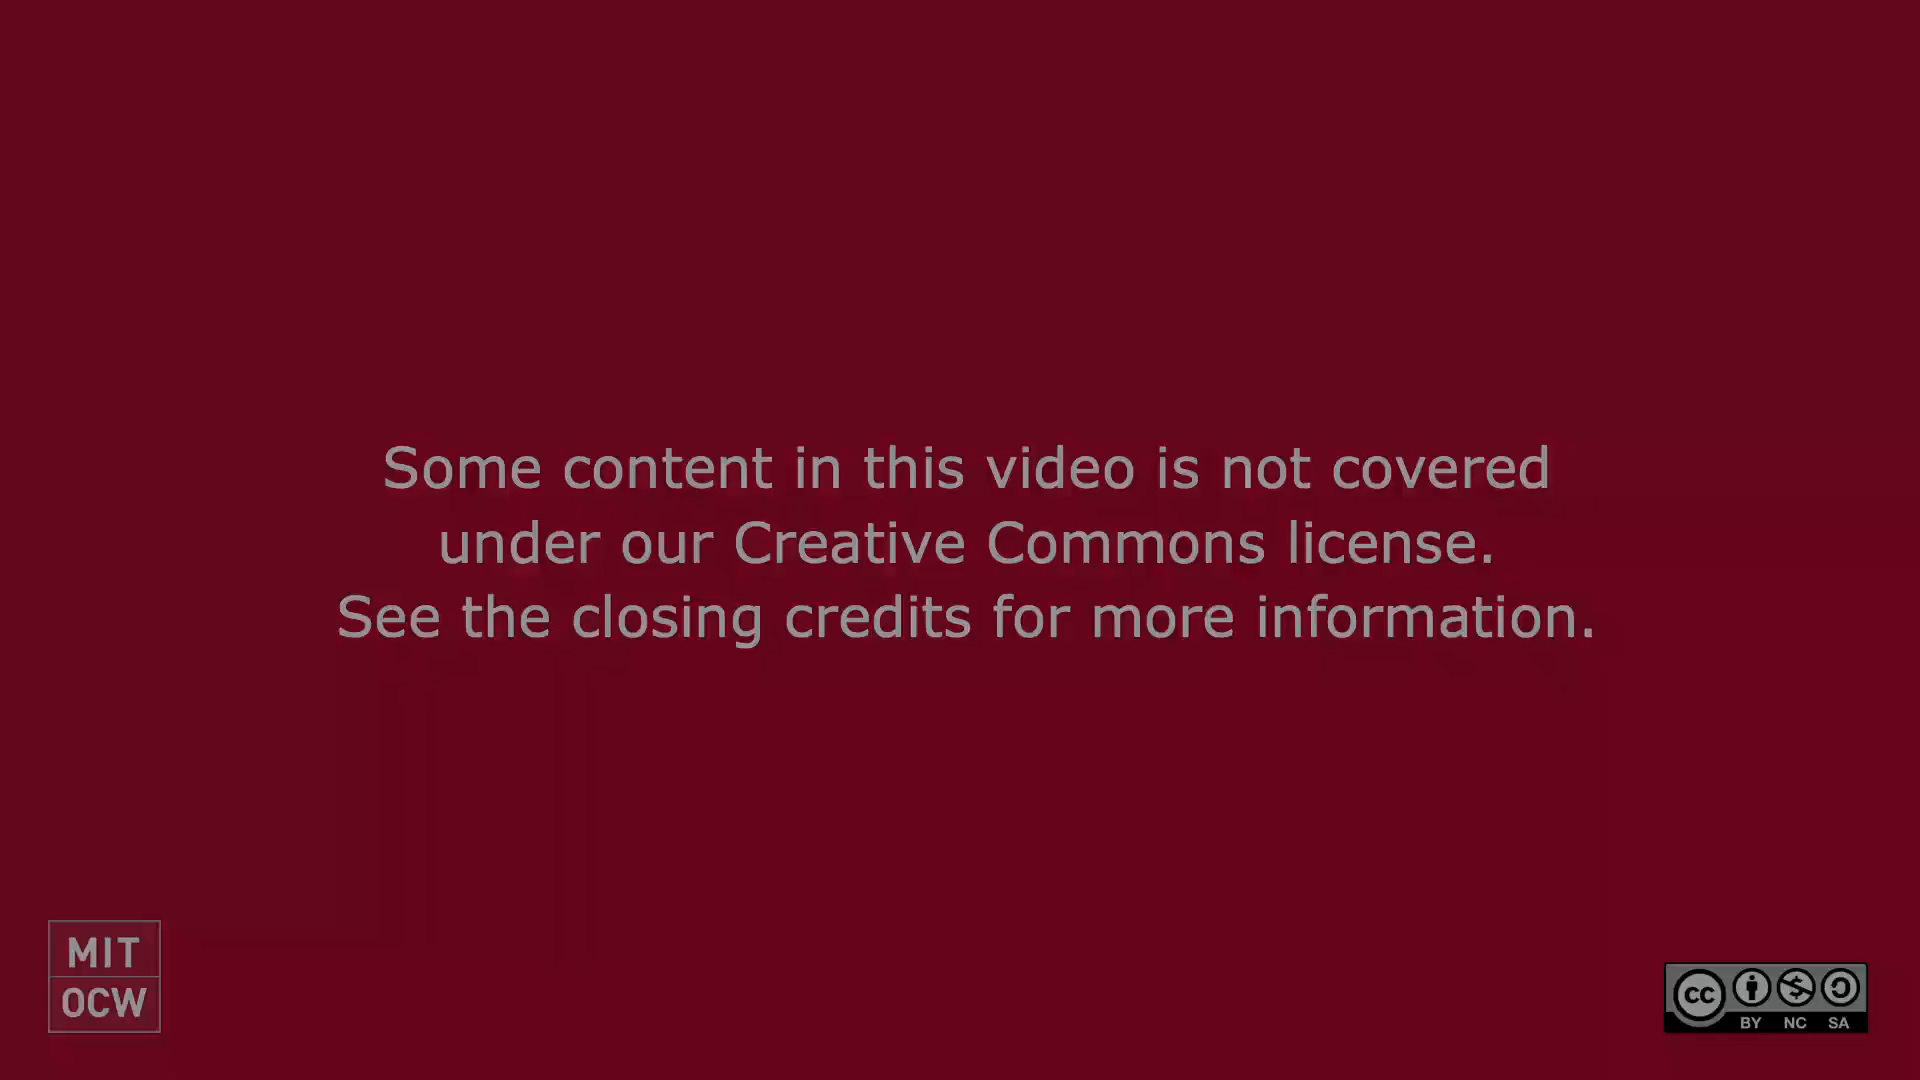 Some content in this video is not covered
under our Creative Commons license.
See the closing credits for more information.
MIT
OCW
cc
BY NC SA